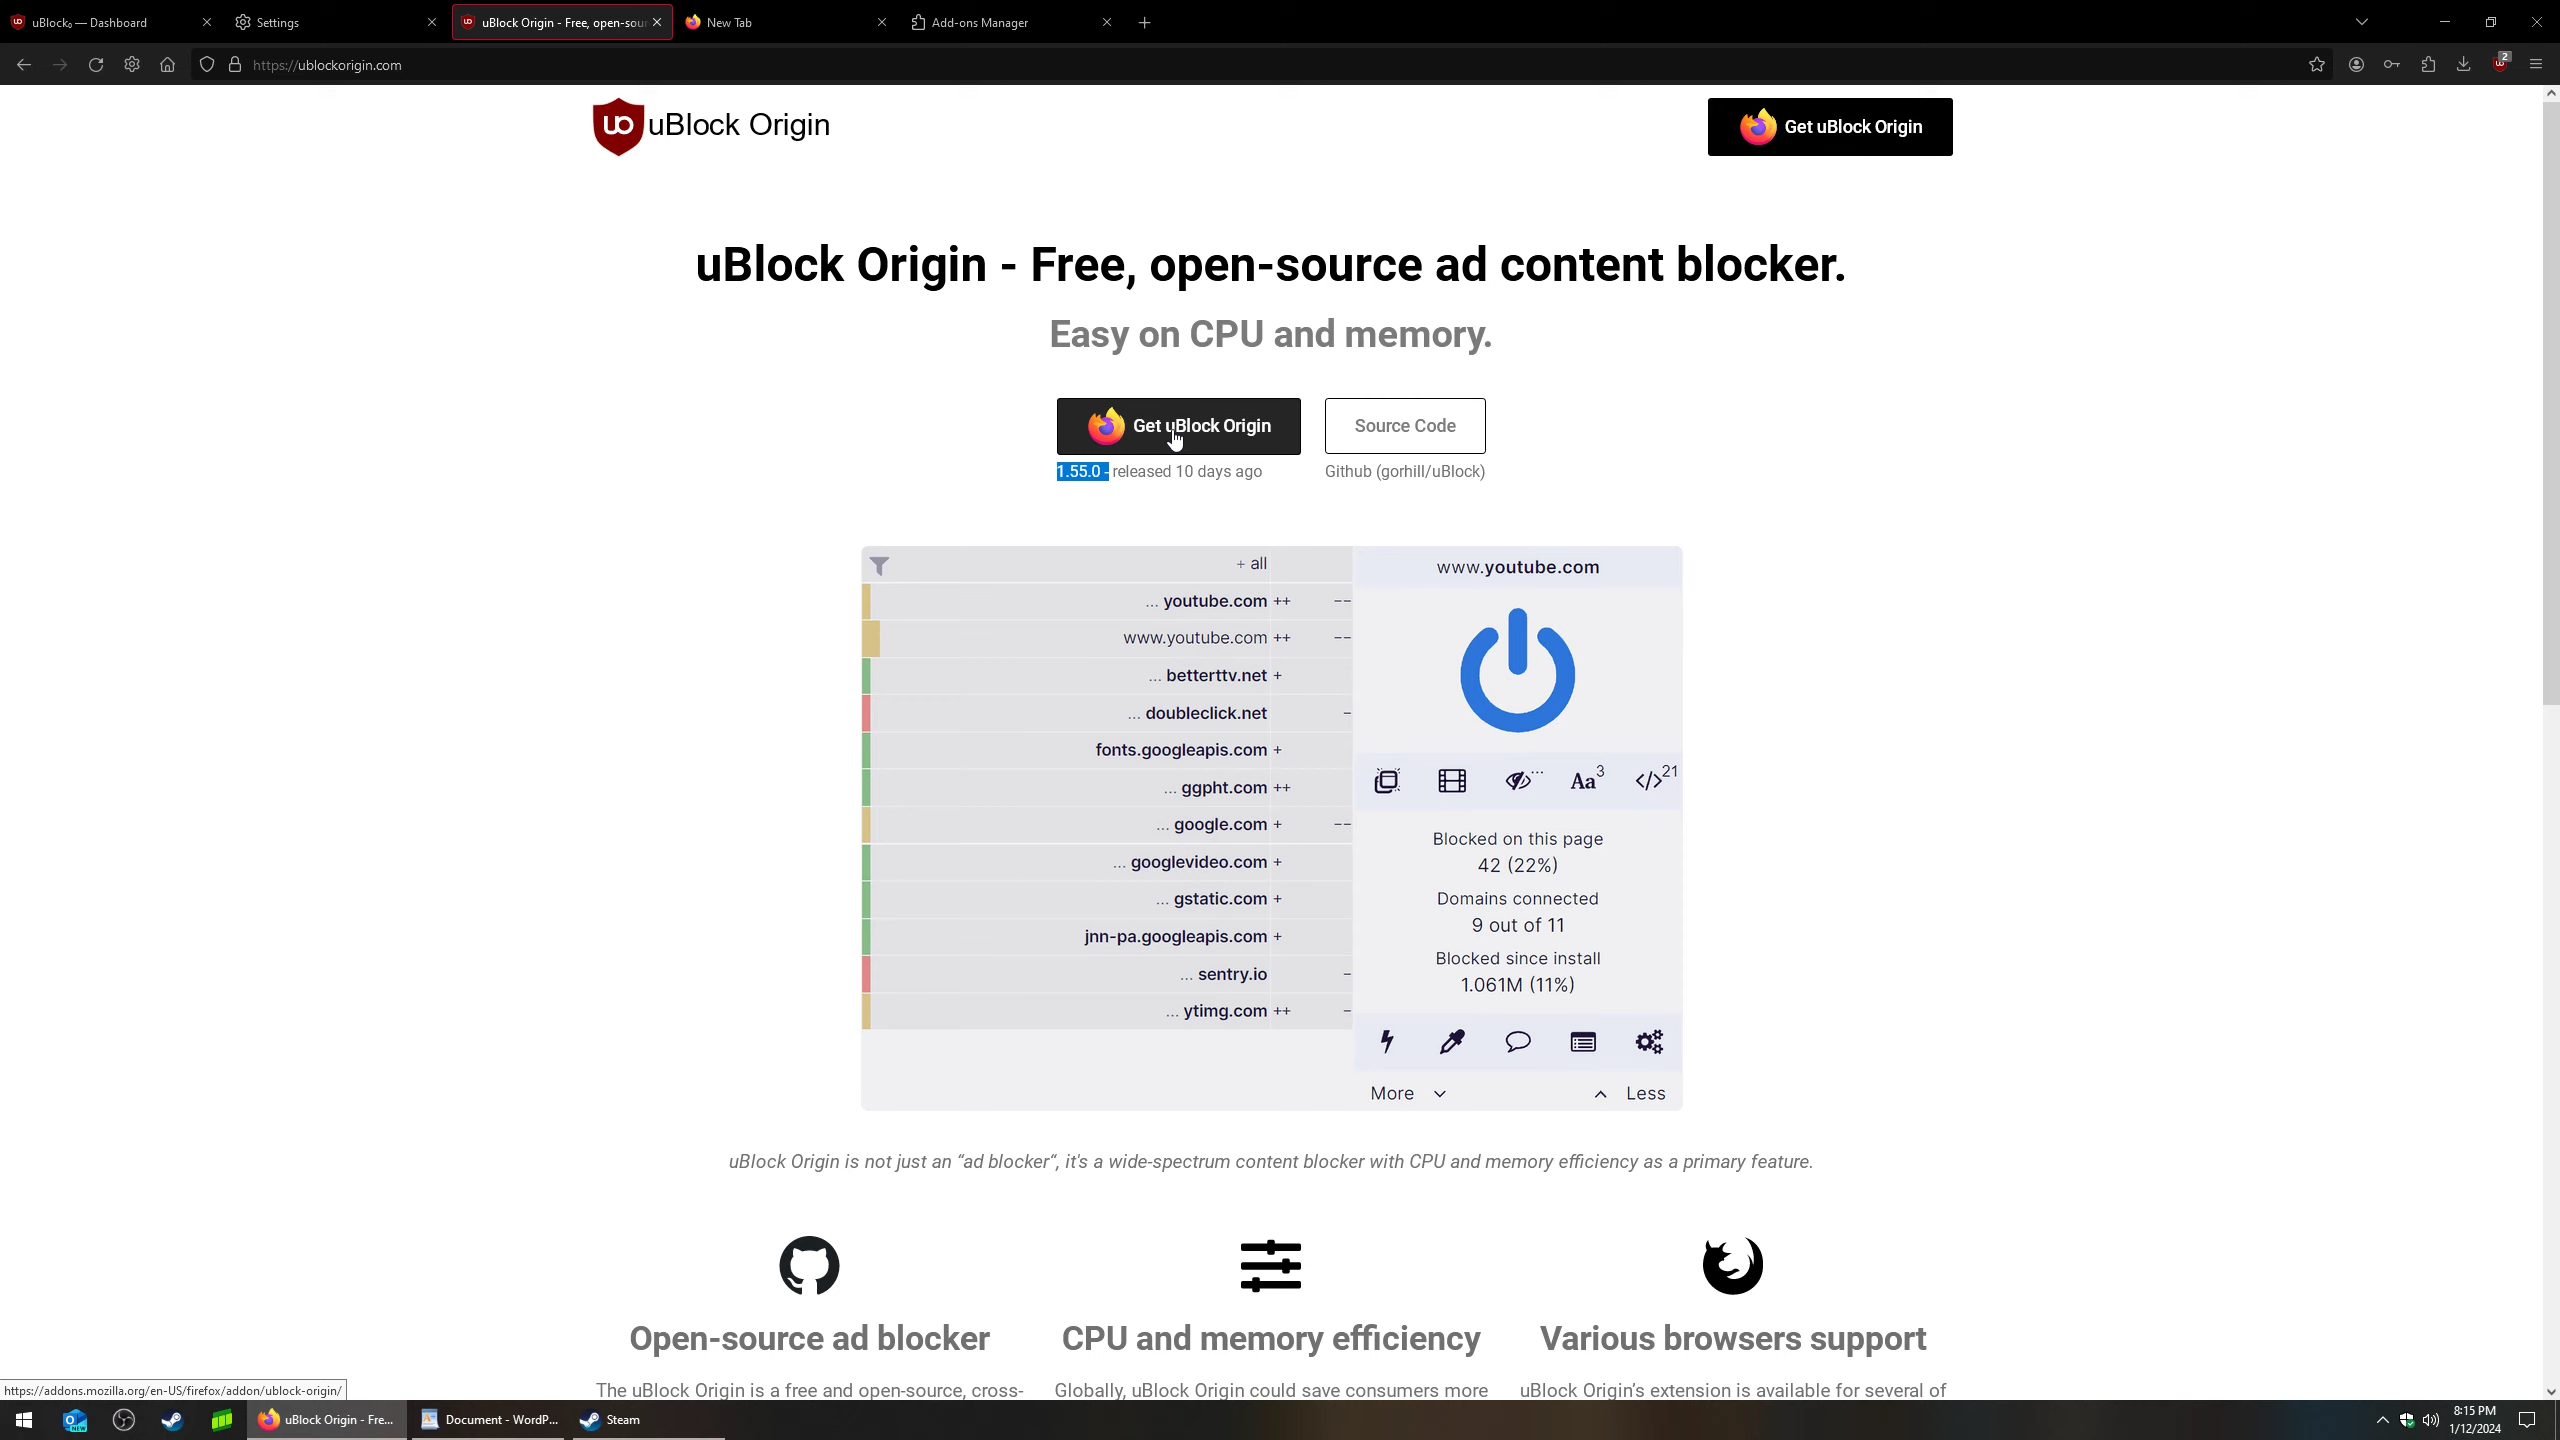 uBlock₀ — Dashboard
Settings
uBlock Origin - Free, open-sour
New Tab
Add-ons Manager
https://ublockorigin.com
2
uo uBlock Origin
Get uBlock Origin
uBlock Origin - Free, open-source ad content blocker.
Easy on CPU and memory.
Get uBlock Origin
Source Code
1.55.0 - released 10 days ago
Github (gorhill/uBlock)
+ all
... youtube.com ++ --
www.youtube.com ++ --
... betterttv.net +
... doubleclick.net -
fonts.googleapis.com +
... ggpht.com ++
... google.com + --
... googlevideo.com +
... gstatic.com +
jnn-pa.googleapis.com +
... sentry.io -
... ytimg.com ++ -
www.youtube.com
... Aa 3 </> 21
Blocked on this page
42 (22%)
Domains connected
9 out of 11
Blocked since install
1.061M (11%)
More Less
uBlock Origin is not just an “ad blocker“, it's a wide-spectrum content blocker with CPU and memory efficiency as a primary feature.
Open-source ad blocker
CPU and memory efficiency
Various browsers support
The uBlock Origin is a free and open-source, cross-
Globally, uBlock Origin could save consumers more
uBlock Origin’s extension is available for several of
https://addons.mozilla.org/en-US/firefox/addon/ublock-origin/
NEW
uBlock Origin - Fre...
Document - WordP...
Steam
8:15 PM
1/12/2024